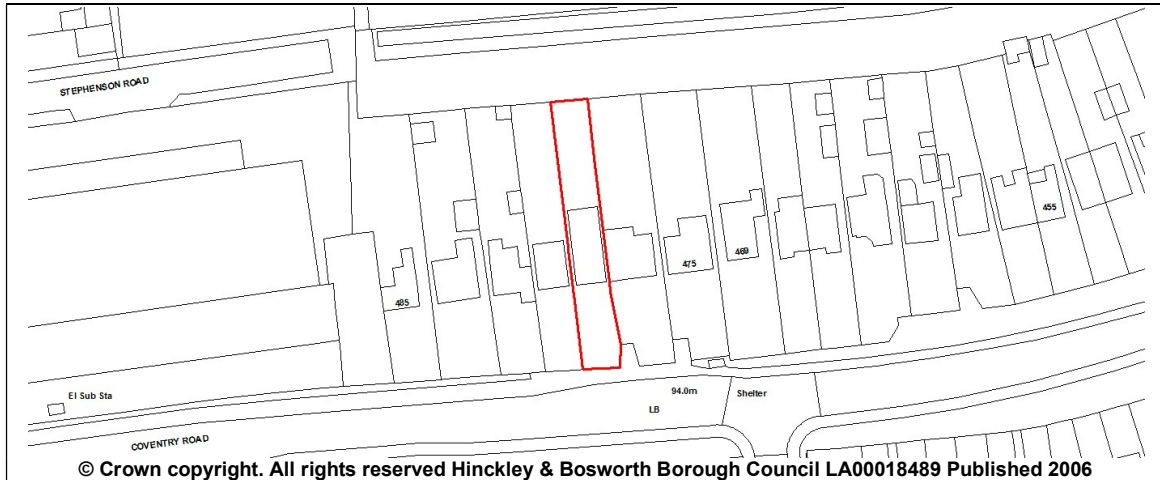 STEPHENSON ROAD
455
469
475
485
El Sub Sta
94.0m
Shelter
LB
COVENTRY ROAD
© Crown copyright. All rights reserved Hinckley & Bosworth Borough Council LA00018489 Published 2006